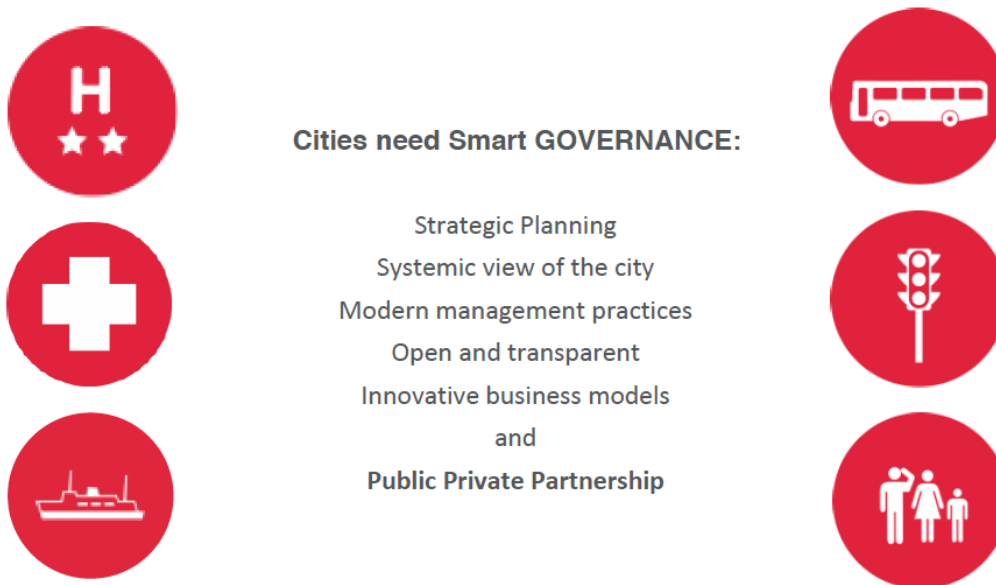 H
Cities need Smart GOVERNANCE:
Strategic Planning
Systemic view of the city
Modern management practices
Open and transparent
Innovative business models
and
Public Private Partnership